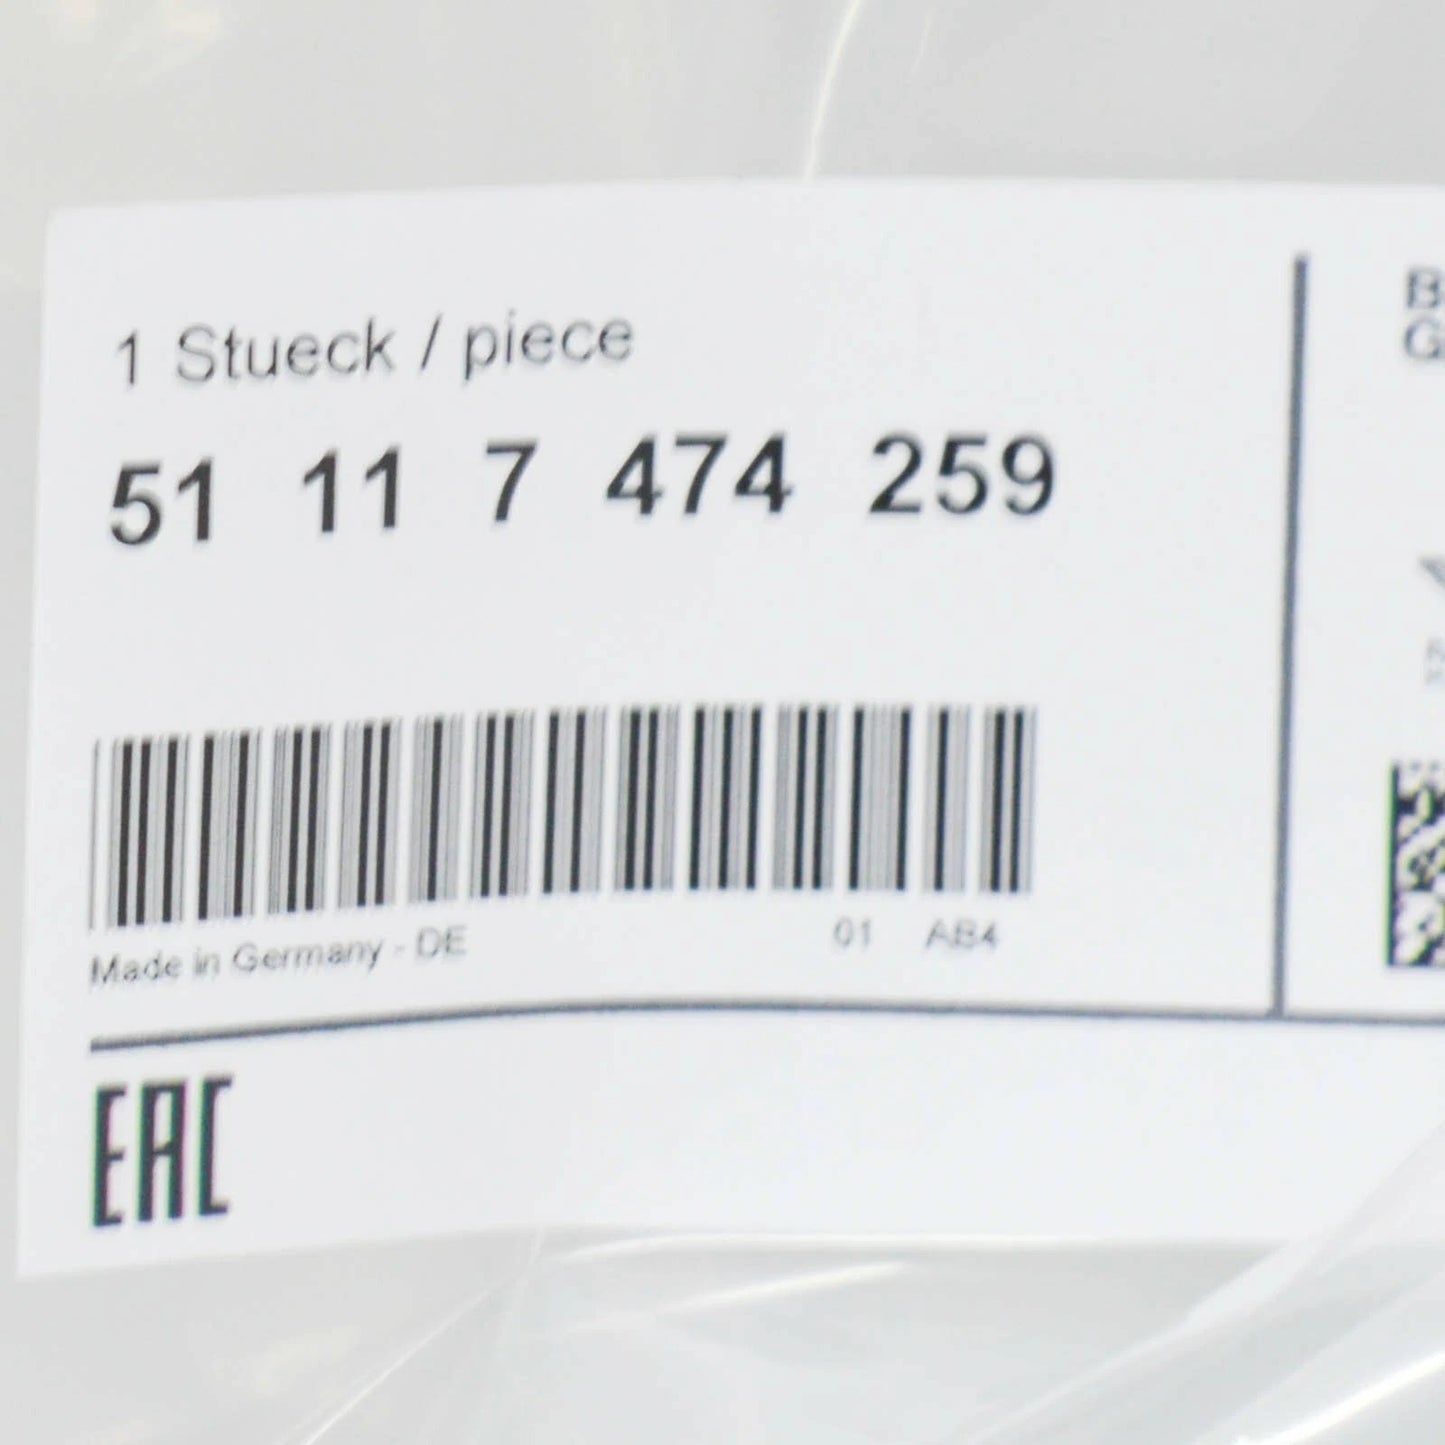 1 Stueck / piece
51 11 7 474 259
Made in Germany - DE 01 AB4
EAC
B
G